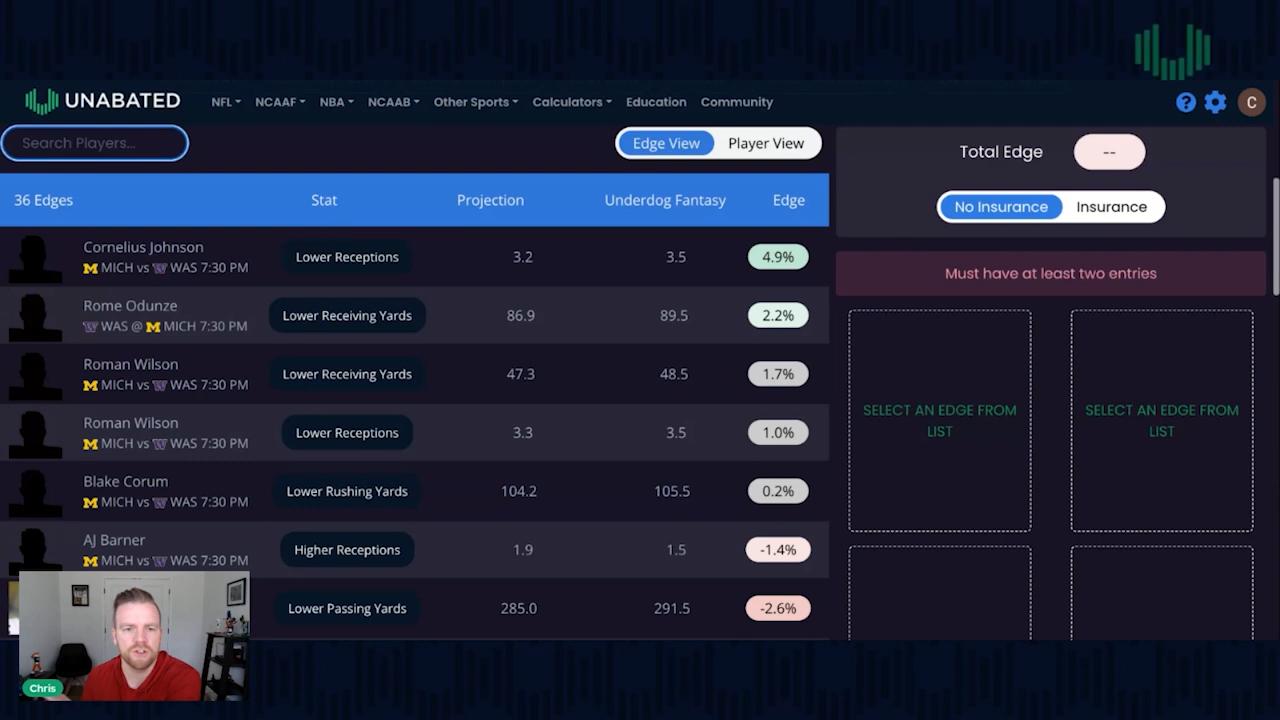 UNABATED
NFL
NCAAF
NBA
NCAAB
Other Sports
Calculators
Education
Community
?
C
Search Players...
Edge View
Player View
Total Edge
--
No Insurance
Insurance
Must have at least two entries
36 Edges
Stat
Projection
Underdog Fantasy
Edge
Cornelius Johnson
M MICH vs W WAS 7:30 PM
Lower Receptions
3.2
3.5
4.9%
Rome Odunze
W WAS @ M MICH 7:30 PM
Lower Receiving Yards
86.9
89.5
2.2%
Roman Wilson
M MICH vs W WAS 7:30 PM
Lower Receiving Yards
47.3
48.5
1.7%
Roman Wilson
M MICH vs W WAS 7:30 PM
Lower Receptions
3.3
3.5
1.0%
Blake Corum
M MICH vs W WAS 7:30 PM
Lower Rushing Yards
104.2
105.5
0.2%
AJ Barner
M MICH vs W WAS 7:30 PM
Higher Receptions
1.9
1.5
-1.4%
Lower Passing Yards
285.0
291.5
-2.6%
SELECT AN EDGE FROM
LIST
SELECT AN EDGE FROM
LIST
Chris